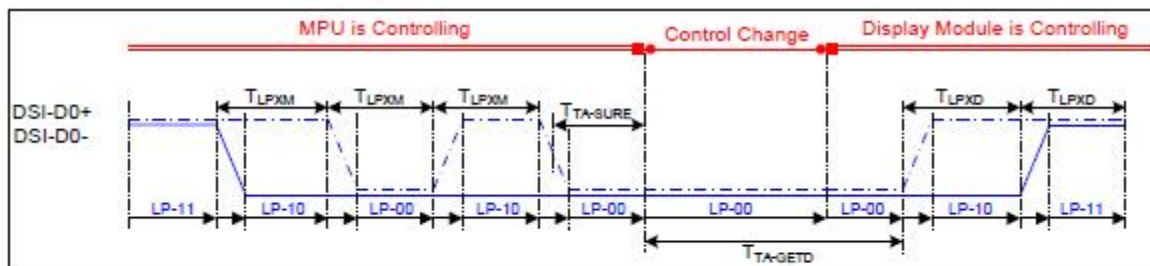 MPU is Controlling
Control Change
Display Module is Controlling
TLPXM TLPXM TLPXM TTA-SURE TLPXD TLPXD
DSI-D0+
DSI-D0-
LP-11 LP-10 LP-00 LP-10 LP-00 LP-00 LP-00 LP-10 LP-11
TTA-GETD